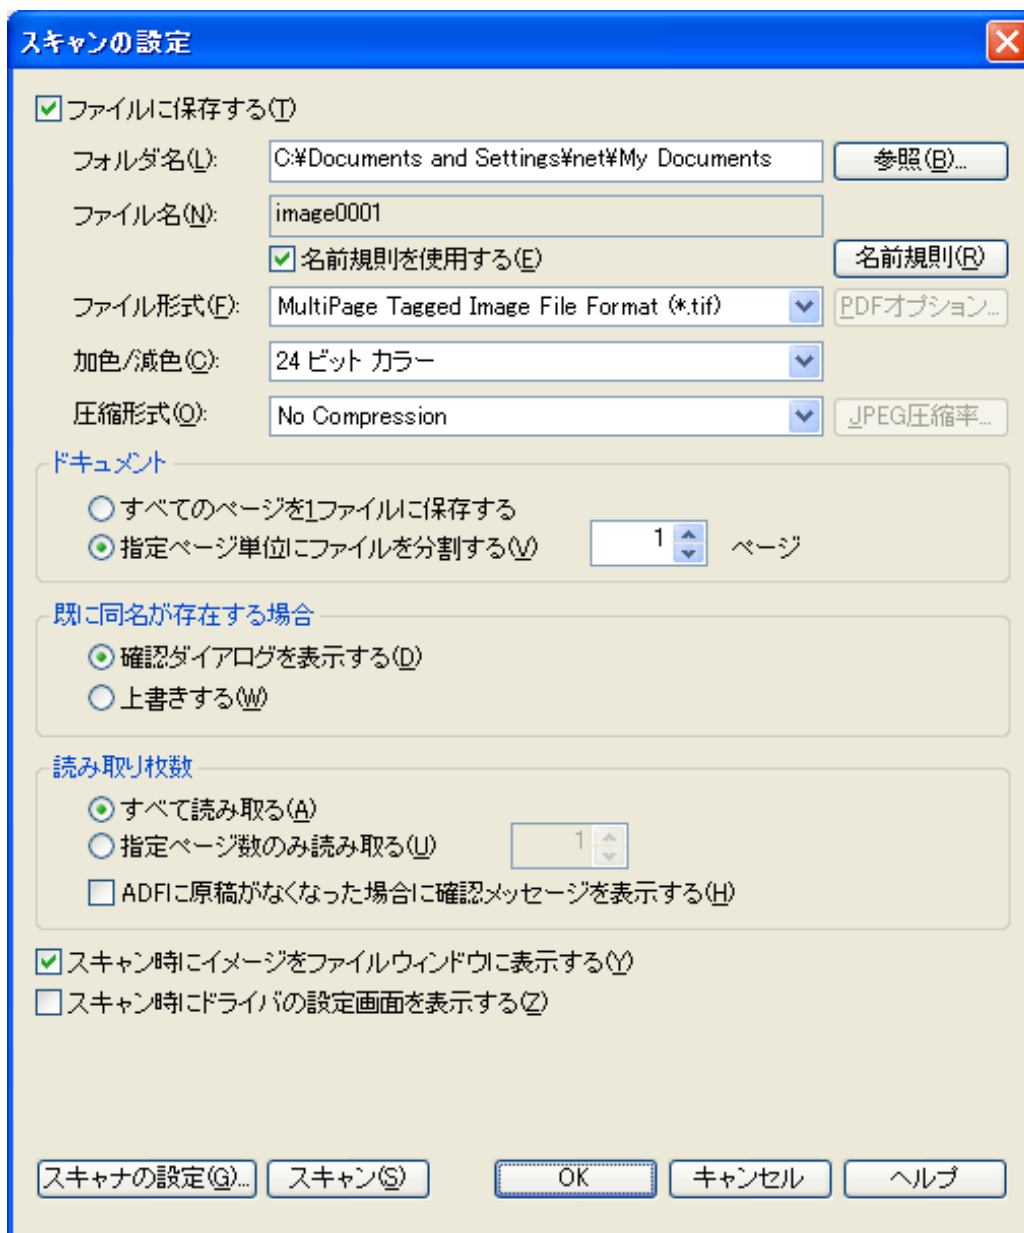 スキャンの設定
ファイルに保存する(T)
フォルダ名(L): C:¥Documents and Settings¥net¥My Documents 参照(B)...
ファイル名(N): image0001
名前規則を使用する(E) 名前規則(R)
ファイル形式(F): MultiPage Tagged Image File Format (*.tif) PDFオプション...
加色/減色(C): 24 ビット カラー
圧縮形式(O): No Compression JPEG圧縮率...
ドキュメント
すべてのページを1ファイルに保存する
指定ページ単位にファイルを分割する(V) 1 ページ
既に同名が存在する場合
確認ダイアログを表示する(D)
上書きする(W)
読み取り枚数
すべて読み取る(A)
指定ページ数のみ読み取る(U) 1
ADFに原稿がなくなった場合に確認メッセージを表示する(H)
スキャン時にイメージをファイルウィンドウに表示する(Y)
スキャン時にドライバの設定画面を表示する(Z)
スキャナの設定(G)... スキャン(S) OK キャンセル ヘルプ